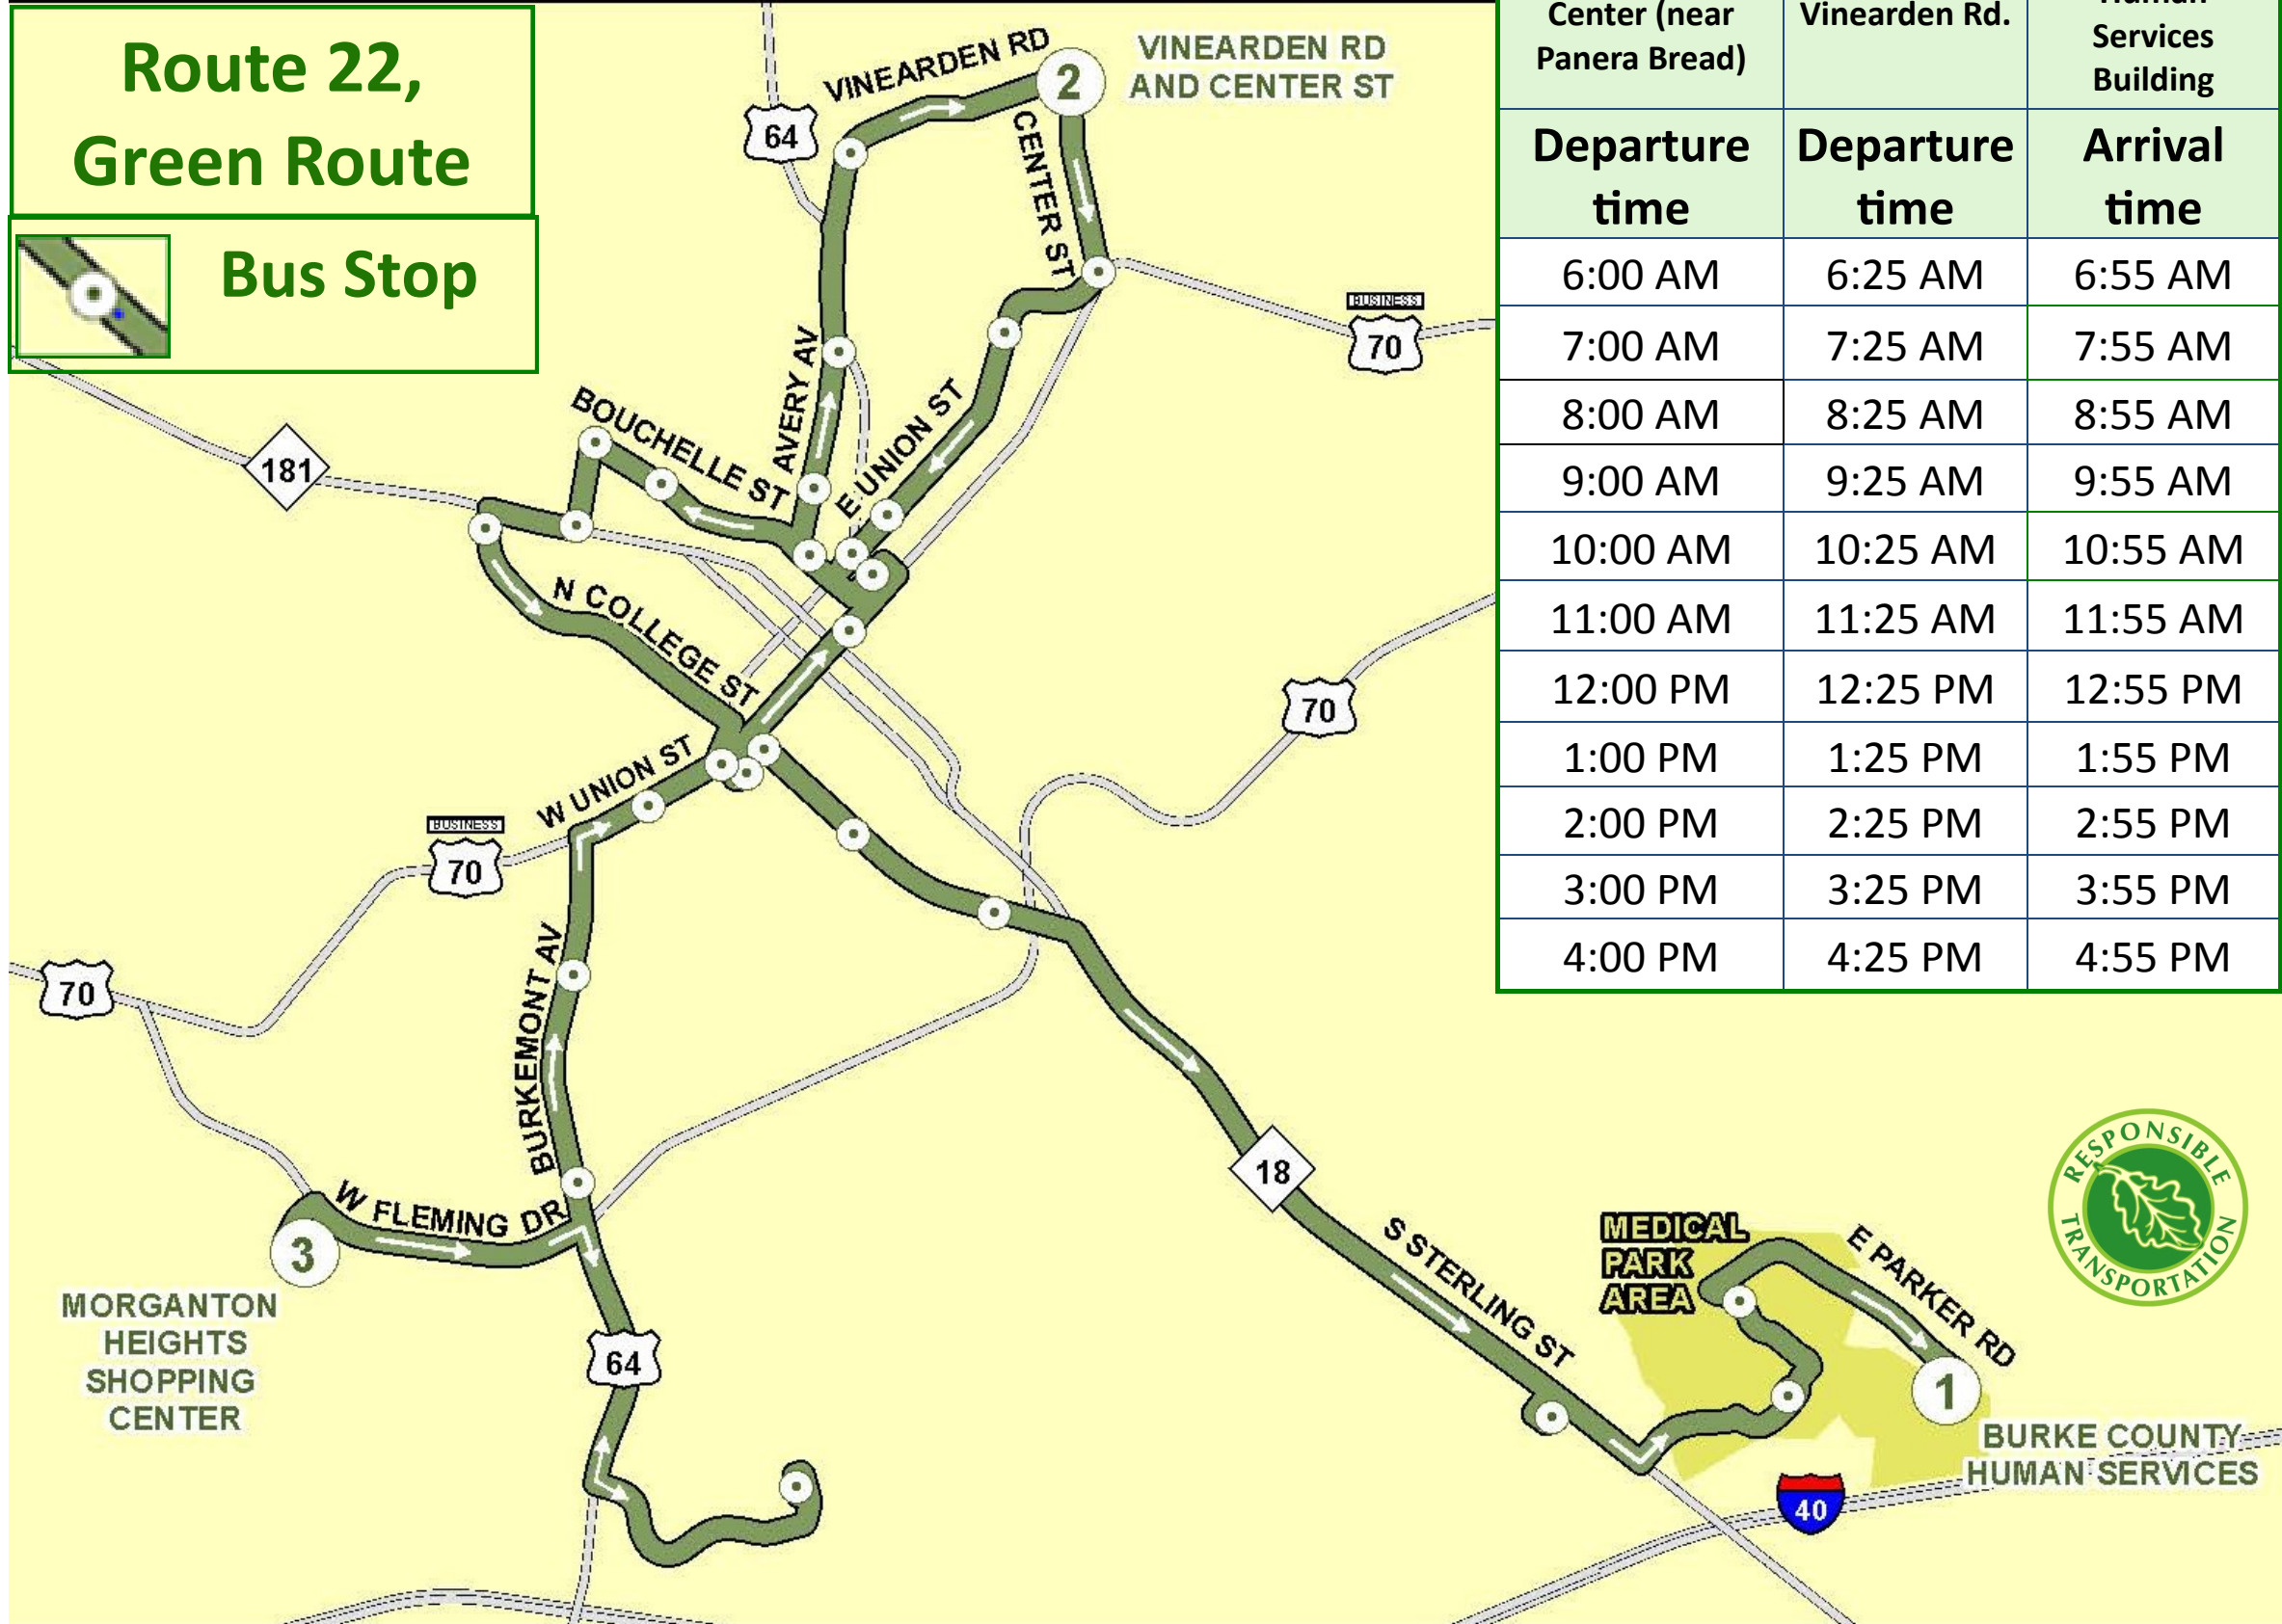 Route 22,
Green Route
Bus Stop
Center (near
Panera Bread)
Vinearden Rd.
Human
Services
Building
Departure
time
Departure
time
Arrival
time
6:00 AM 6:25 AM 6:55 AM
7:00 AM 7:25 AM 7:55 AM
8:00 AM 8:25 AM 8:55 AM
9:00 AM 9:25 AM 9:55 AM
10:00 AM 10:25 AM 10:55 AM
11:00 AM 11:25 AM 11:55 AM
12:00 PM 12:25 PM 12:55 PM
1:00 PM 1:25 PM 1:55 PM
2:00 PM 2:25 PM 2:55 PM
3:00 PM 3:25 PM 3:55 PM
4:00 PM 4:25 PM 4:55 PM
VINEARDEN RD
2
VINEARDEN RD
AND CENTER ST
64
CENTER ST
BUSINESS
70
AVERY AV
BOUCHELLE ST
E UNION ST
181
N COLLEGE ST
70
W UNION ST
BUSINESS
70
70
BURKEMONT AV
W FLEMING DR
3
MORGANTON
HEIGHTS
SHOPPING
CENTER
64
18
S STERLING ST
MEDICAL
PARK
AREA
E PARKER RD
1
BURKE COUNTY
HUMAN SERVICES
40
RESPONSIBLE
TRANSPORTATION